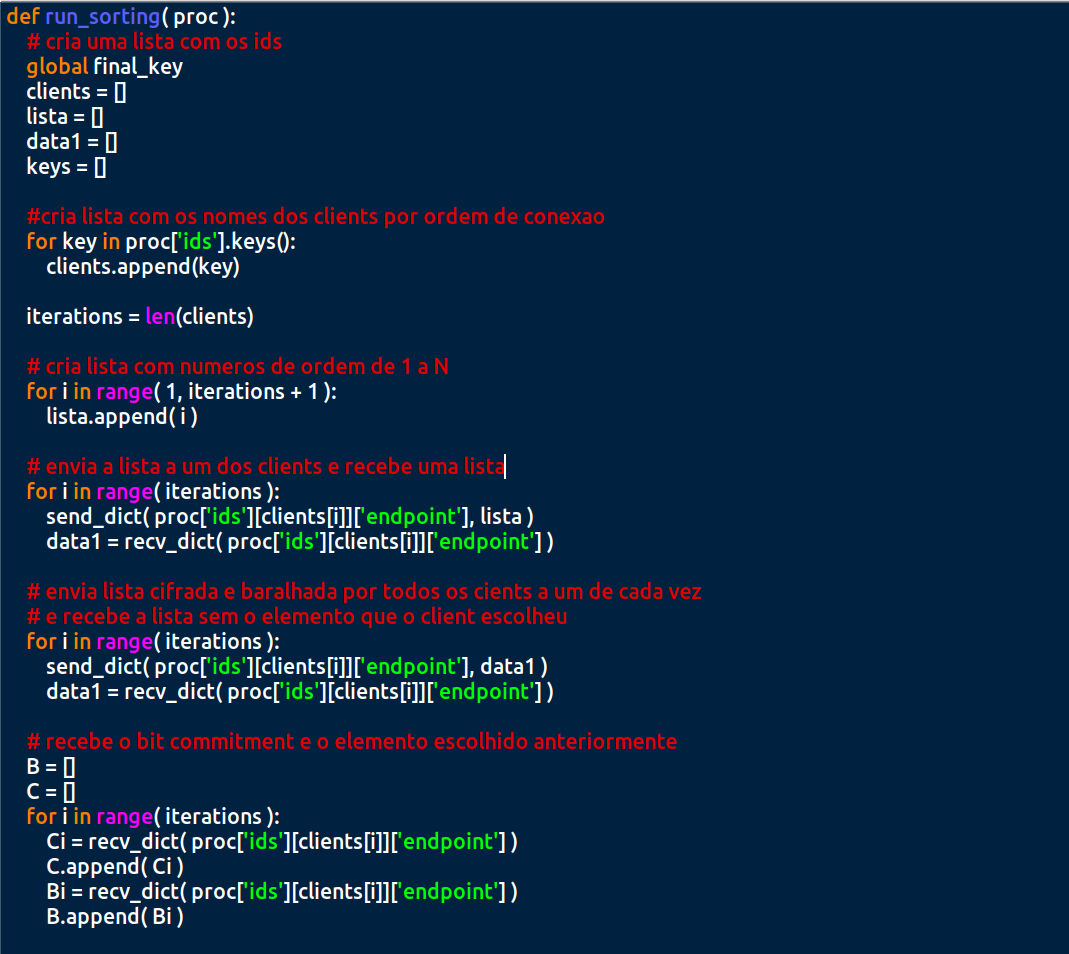 def run_sorting( proc ):
# cria uma lista com os ids
global final_key
clients = []
lista = []
data1 = []
keys = []
#cria lista com os nomes dos clients por ordem de conexao
for key in proc['ids'].keys():
clients.append(key)
iterations = len(clients)
# cria lista com numeros de ordem de 1 a N
for i in range( 1, iterations + 1 ):
lista.append( i )
# envia a lista a um dos clients e recebe uma lista
for i in range( iterations ):
send_dict( proc['ids'][clients[i]]['endpoint'], lista )
data1 = recv_dict( proc['ids'][clients[i]]['endpoint'] )
# envia lista cifrada e baralhada por todos os cients a um de cada vez
# e recebe a lista sem o elemento que o client escolheu
for i in range( iterations ):
send_dict( proc['ids'][clients[i]]['endpoint'], data1 )
data1 = recv_dict( proc['ids'][clients[i]]['endpoint'] )
# recebe o bit commitment e o elemento escolhido anteriormente
B = []
C = []
for i in range( iterations ):
Ci = recv_dict( proc['ids'][clients[i]]['endpoint'] )
C.append( Ci )
Bi = recv_dict( proc['ids'][clients[i]]['endpoint'] )
B.append( Bi )